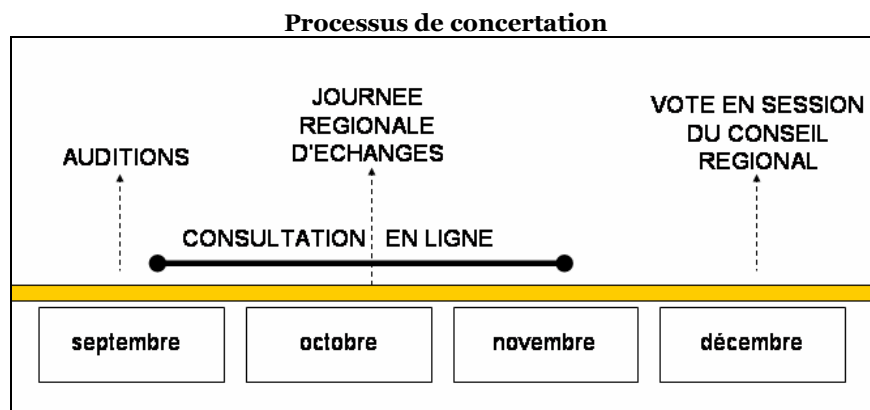 Processus de concertation
AUDITIONS
JOURNEE
REGIONALE
D'ECHANGES
VOTE EN SESSION
DU CONSEIL
REGIONAL
CONSULTATION EN LIGNE
septembre
octobre
novembre
décembre